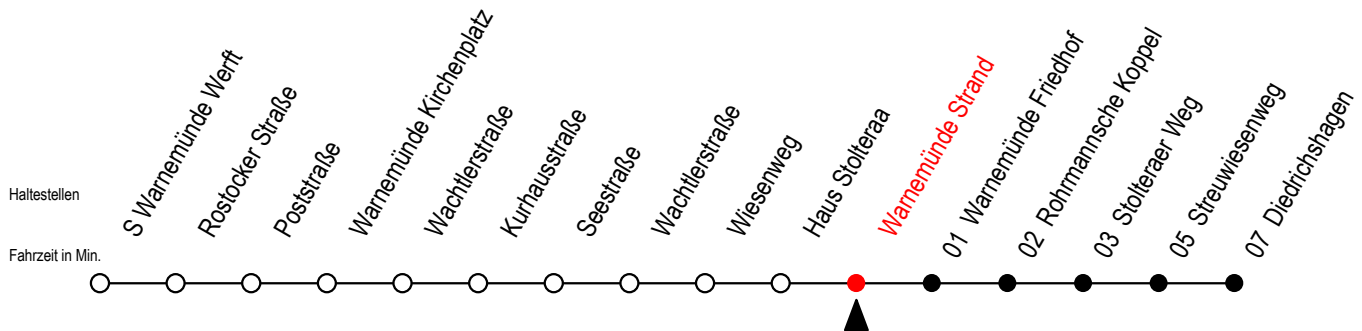 Haltestellen
Fahrzeit in Min.
S Warnemünde Werft
Rostocker Straße
Poststraße
Warnemünde Kirchenplatz
Wachtlerstraße
Kurhausstraße
Seestraße
Wachtlerstraße
Wiesenweg
Haus Stolteraa
Warnemünde Strand
01 Warnemünde Friedhof
02 Rohrmannsche Koppel
03 Stolteraer Weg
05 Streuwiesenweg
07 Diedrichshagen